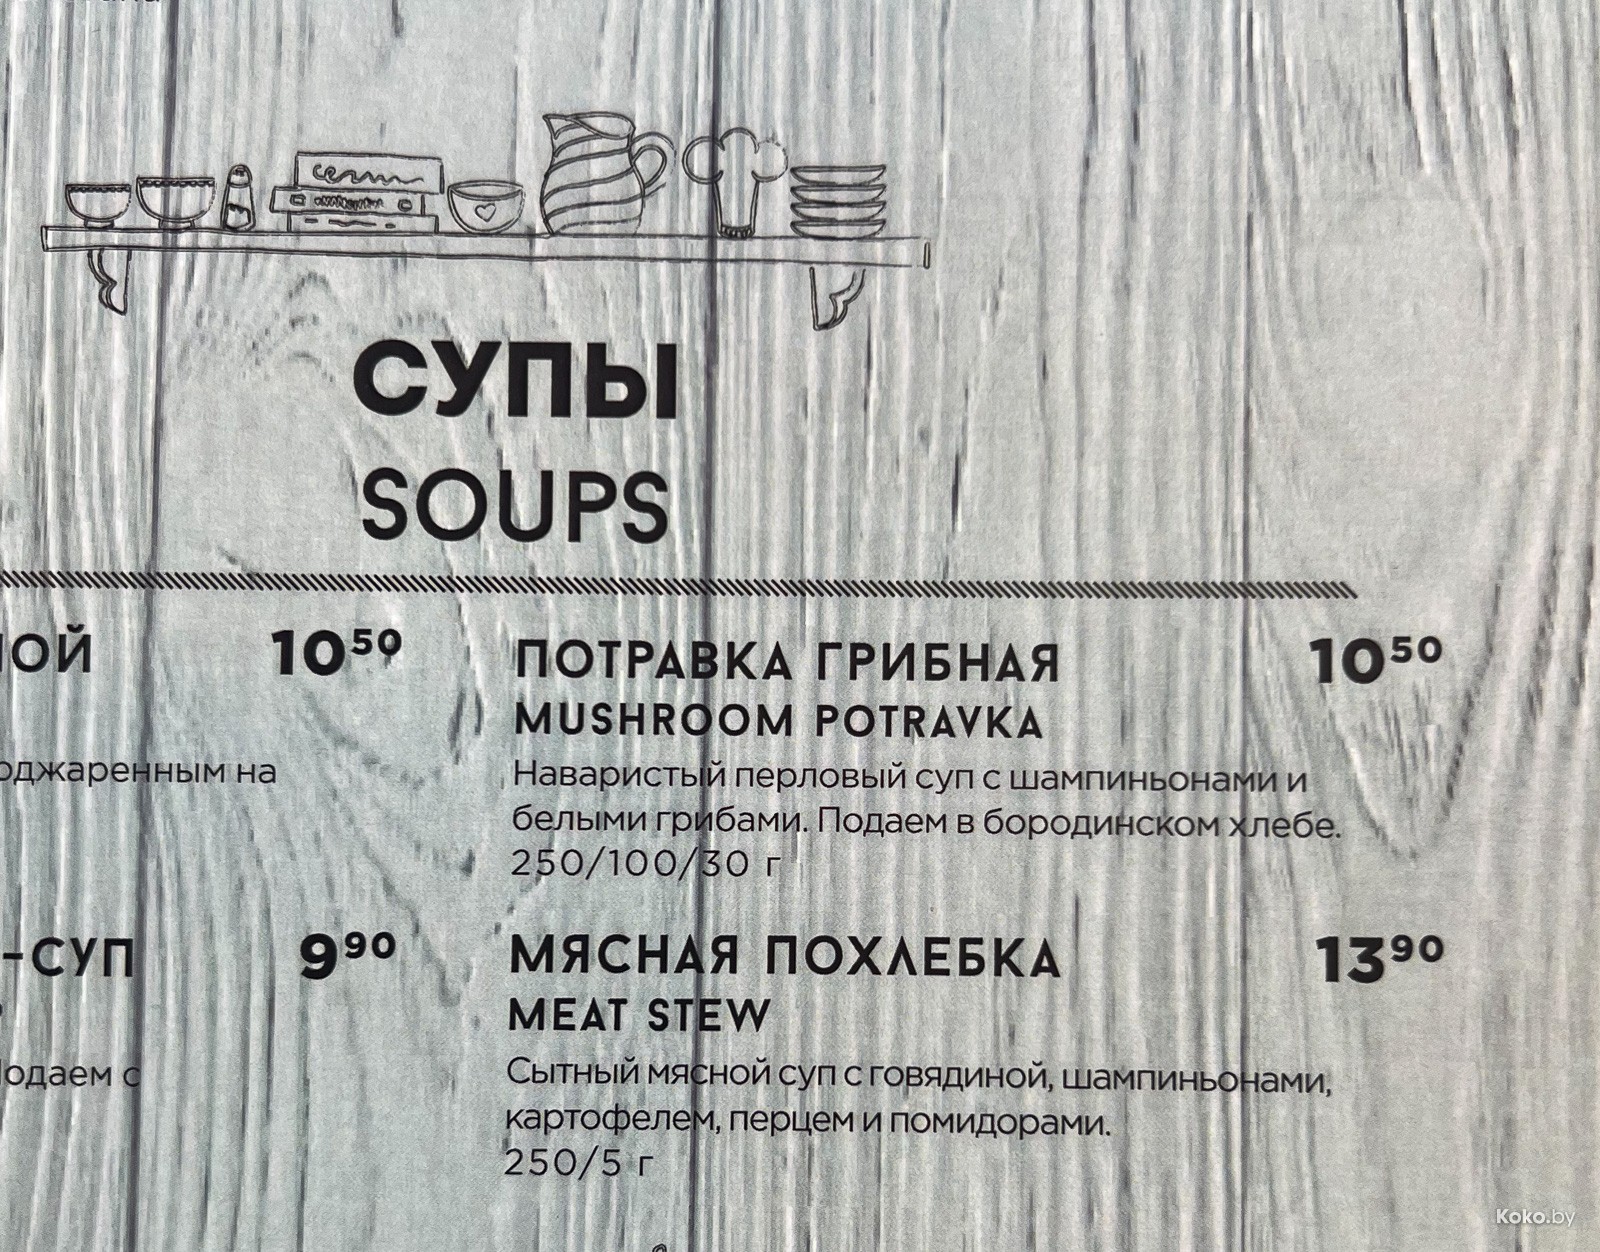 СУПЫ
SOUPS
10⁵⁰
оджаренным на
-СУП
9⁹⁰
одаем с
ПОТРАВКА ГРИБНАЯ 10⁵⁰
MUSHROOM POTRAVKA
Наваристый перловый суп с шампиньонами и
белыми грибами. Подаем в бородинском хлебе.
250/100/30 г
МЯСНАЯ ПОХЛЕБКА 13⁹⁰
MEAT STEW
Сытный мясной суп с говядиной, шампиньонами,
картофелем, перцем и помидорами.
250/5 г
Koko.by